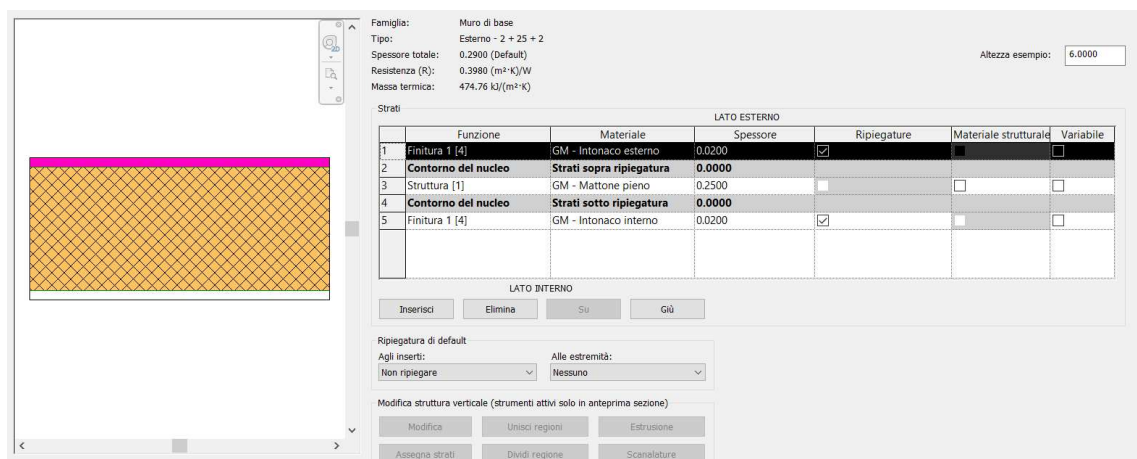 Famiglia: Muro di base
Tipo: Esterno - 2 + 25 + 2
Spessore totale: 0.2900 (Default)
Resistenza (R): 0.3980 (m²·K)/W
Massa termica: 474.76 kJ/(m²·K)
Altezza esempio: 6.0000
Strati
LATO ESTERNO
Funzione Materiale Spessore Ripiegature Materiale strutturale Variabile
1 Finitura 1 [4] GM - Intonaco esterno 0.0200
2 Contorno del nucleo Strati sopra ripiegatura 0.0000
3 Struttura [1] GM - Mattone pieno 0.2500
4 Contorno del nucleo Strati sotto ripiegatura 0.0000
5 Finitura 1 [4] GM - Intonaco interno 0.0200
LATO INTERNO
Inserisci Elimina Su Giù
Ripiegatura di default
Agli inserti: Alle estremità:
Non ripiegare Nessuno
Modifica struttura verticale (strumenti attivi solo in anteprima sezione)
Modifica Unisci regioni Estrusione
Assegna strati Dividi regione Scanalature